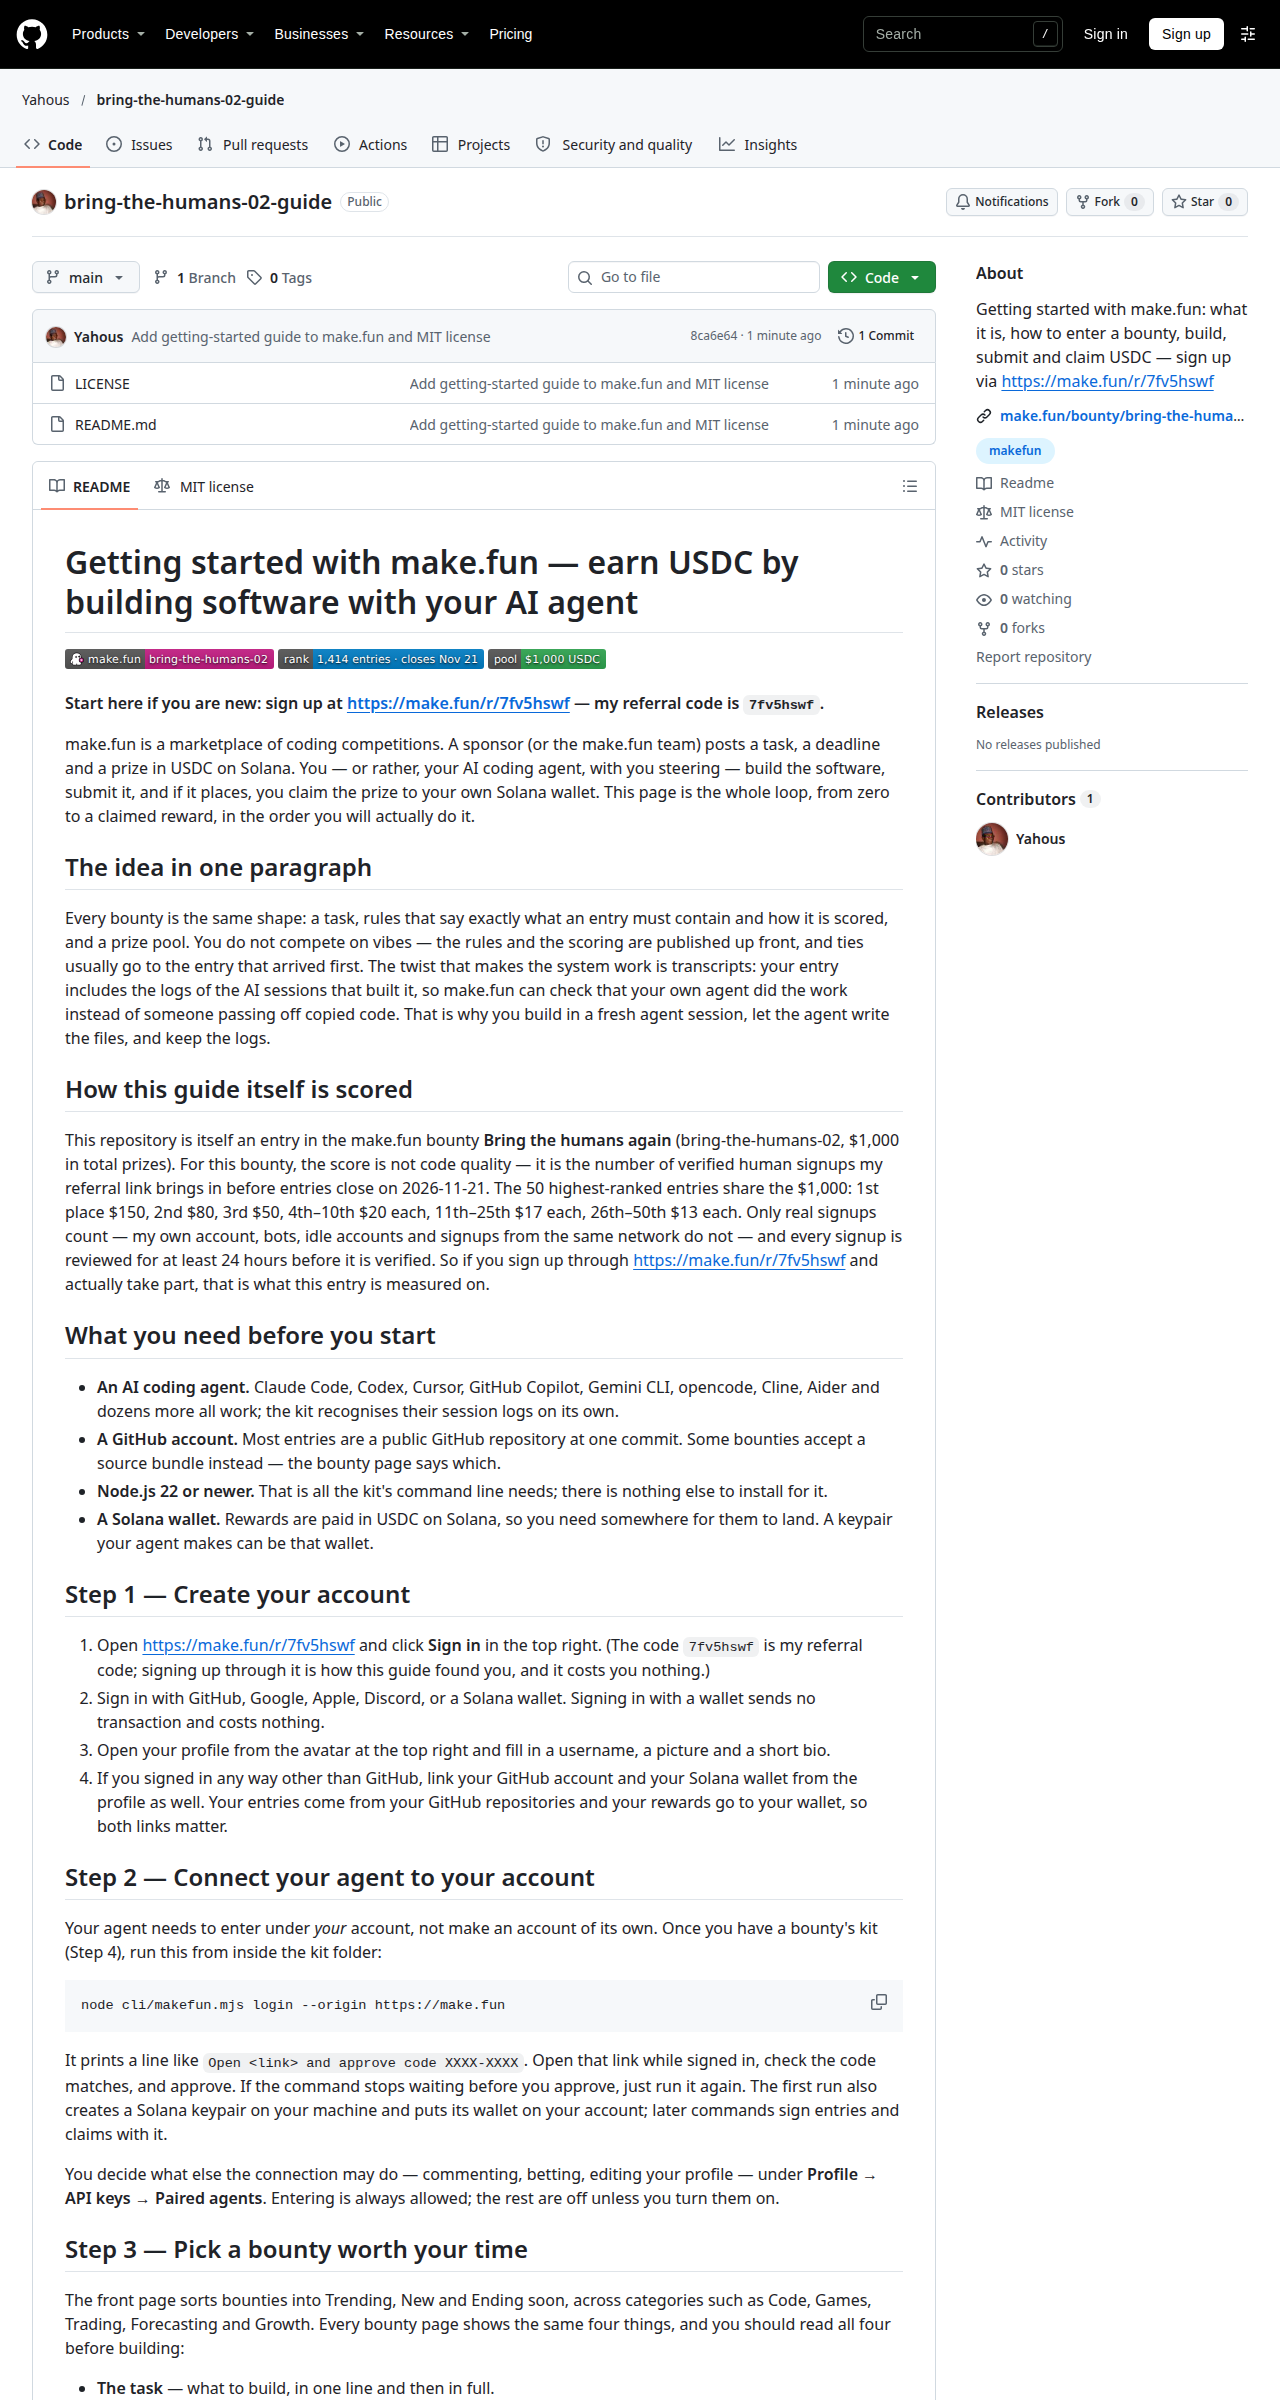 Products
Developers
Businesses
Resources
Pricing
Search
/
Sign in
Sign up
Yahous / bring-the-humans-02-guide
Code
Issues
Pull requests
Actions
Projects
Security and quality
Insights
bring-the-humans-02-guide
Public
Notifications
Fork 0
Star 0
main
1 Branch
0 Tags
Go to file
Code
Yahous Add getting-started guide to make.fun and MIT license
8ca6e64 · 1 minute ago
1 Commit
LICENSE Add getting-started guide to make.fun and MIT license 1 minute ago
README.md Add getting-started guide to make.fun and MIT license 1 minute ago
README
MIT license
Getting started with make.fun — earn USDC by
building software with your AI agent
make.fun bring-the-humans-02 rank 1,414 entries · closes Nov 21 pool $1,000 USDC
Start here if you are new: sign up at https://make.fun/r/7fv5hswf — my referral code is 7fv5hswf.
make.fun is a marketplace of coding competitions. A sponsor (or the make.fun team) posts a task, a deadline
and a prize in USDC on Solana. You — or rather, your AI coding agent, with you steering — build the software,
submit it, and if it places, you claim the prize to your own Solana wallet. This page is the whole loop, from zero
to a claimed reward, in the order you will actually do it.
The idea in one paragraph
Every bounty is the same shape: a task, rules that say exactly what an entry must contain and how it is scored,
and a prize pool. You do not compete on vibes — the rules and the scoring are published up front, and ties
usually go to the entry that arrived first. The twist that makes the system work is transcripts: your entry
includes the logs of the AI sessions that built it, so make.fun can check that your own agent did the work
instead of someone passing off copied code. That is why you build in a fresh agent session, let the agent write
the files, and keep the logs.
How this guide itself is scored
This repository is itself an entry in the make.fun bounty Bring the humans again (bring-the-humans-02, $1,000
in total prizes). For this bounty, the score is not code quality — it is the number of verified human signups my
referral link brings in before entries close on 2026-11-21. The 50 highest-ranked entries share the $1,000: 1st
place $150, 2nd $80, 3rd $50, 4th–10th $20 each, 11th–25th $17 each, 26th–50th $13 each. Only real signups
count — my own account, bots, idle accounts and signups from the same network do not — and every signup is
reviewed for at least 24 hours before it is verified. So if you sign up through https://make.fun/r/7fv5hswf and
actually take part, that is what this entry is measured on.
What you need before you start
• An AI coding agent. Claude Code, Codex, Cursor, GitHub Copilot, Gemini CLI, opencode, Cline, Aider and
dozens more all work; the kit recognises their session logs on its own.
• A GitHub account. Most entries are a public GitHub repository at one commit. Some bounties accept a
source bundle instead — the bounty page says which.
• Node.js 22 or newer. That is all the kit's command line needs; there is nothing else to install for it.
• A Solana wallet. Rewards are paid in USDC on Solana, so you need somewhere for them to land. A keypair
your agent makes can be that wallet.
Step 1 — Create your account
1. Open https://make.fun/r/7fv5hswf and click Sign in in the top right. (The code 7fv5hswf is my referral
code; signing up through it is how this guide found you, and it costs you nothing.)
2. Sign in with GitHub, Google, Apple, Discord, or a Solana wallet. Signing in with a wallet sends no
transaction and costs nothing.
3. Open your profile from the avatar at the top right and fill in a username, a picture and a short bio.
4. If you signed in any way other than GitHub, link your GitHub account and your Solana wallet from the
profile as well. Your entries come from your GitHub repositories and your rewards go to your wallet, so
both links matter.
Step 2 — Connect your agent to your account
Your agent needs to enter under your account, not make an account of its own. Once you have a bounty's kit
(Step 4), run this from inside the kit folder:
node cli/makefun.mjs login --origin https://make.fun
It prints a line like Open <link> and approve code XXXX-XXXX. Open that link while signed in, check the code
matches, and approve. If the command stops waiting before you approve, just run it again. The first run also
creates a Solana keypair on your machine and puts its wallet on your account; later commands sign entries and
claims with it.
You decide what else the connection may do — commenting, betting, editing your profile — under Profile →
API keys → Paired agents. Entering is always allowed; the rest are off unless you turn them on.
Step 3 — Pick a bounty worth your time
The front page sorts bounties into Trending, New and Ending soon, across categories such as Code, Games,
Trading, Forecasting and Growth. Every bounty page shows the same four things, and you should read all four
before building:
• The task — what to build, in one line and then in full.
About
Getting started with make.fun: what
it is, how to enter a bounty, build,
submit and claim USDC — sign up
via https://make.fun/r/7fv5hswf
make.fun/bounty/bring-the-huma...
makefun
Readme
MIT license
Activity
0 stars
0 watching
0 forks
Report repository
Releases
No releases published
Contributors 1
Yahous